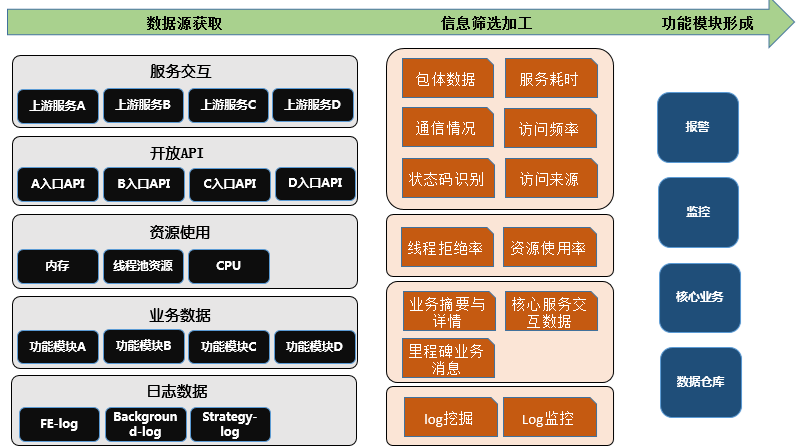 数据源获取
信息筛选加工
功能模块形成
服务交互
上游服务A
上游服务B
上游服务C
上游服务D
开放API
A入口API
B入口API
C入口API
D入口API
资源使用
内存
线程池资源
CPU
业务数据
功能模块A
功能模块B
功能模块C
功能模块D
日志数据
FE-log
Backgroun
d-log
Strategy-
log
包体数据
服务耗时
通信情况
访问频率
状态码识别
访问来源
线程拒绝率
资源使用率
业务摘要与
详情
核心服务交
互数据
里程碑业务
消息
log挖掘
Log监控
报警
监控
核心业务
数据仓库